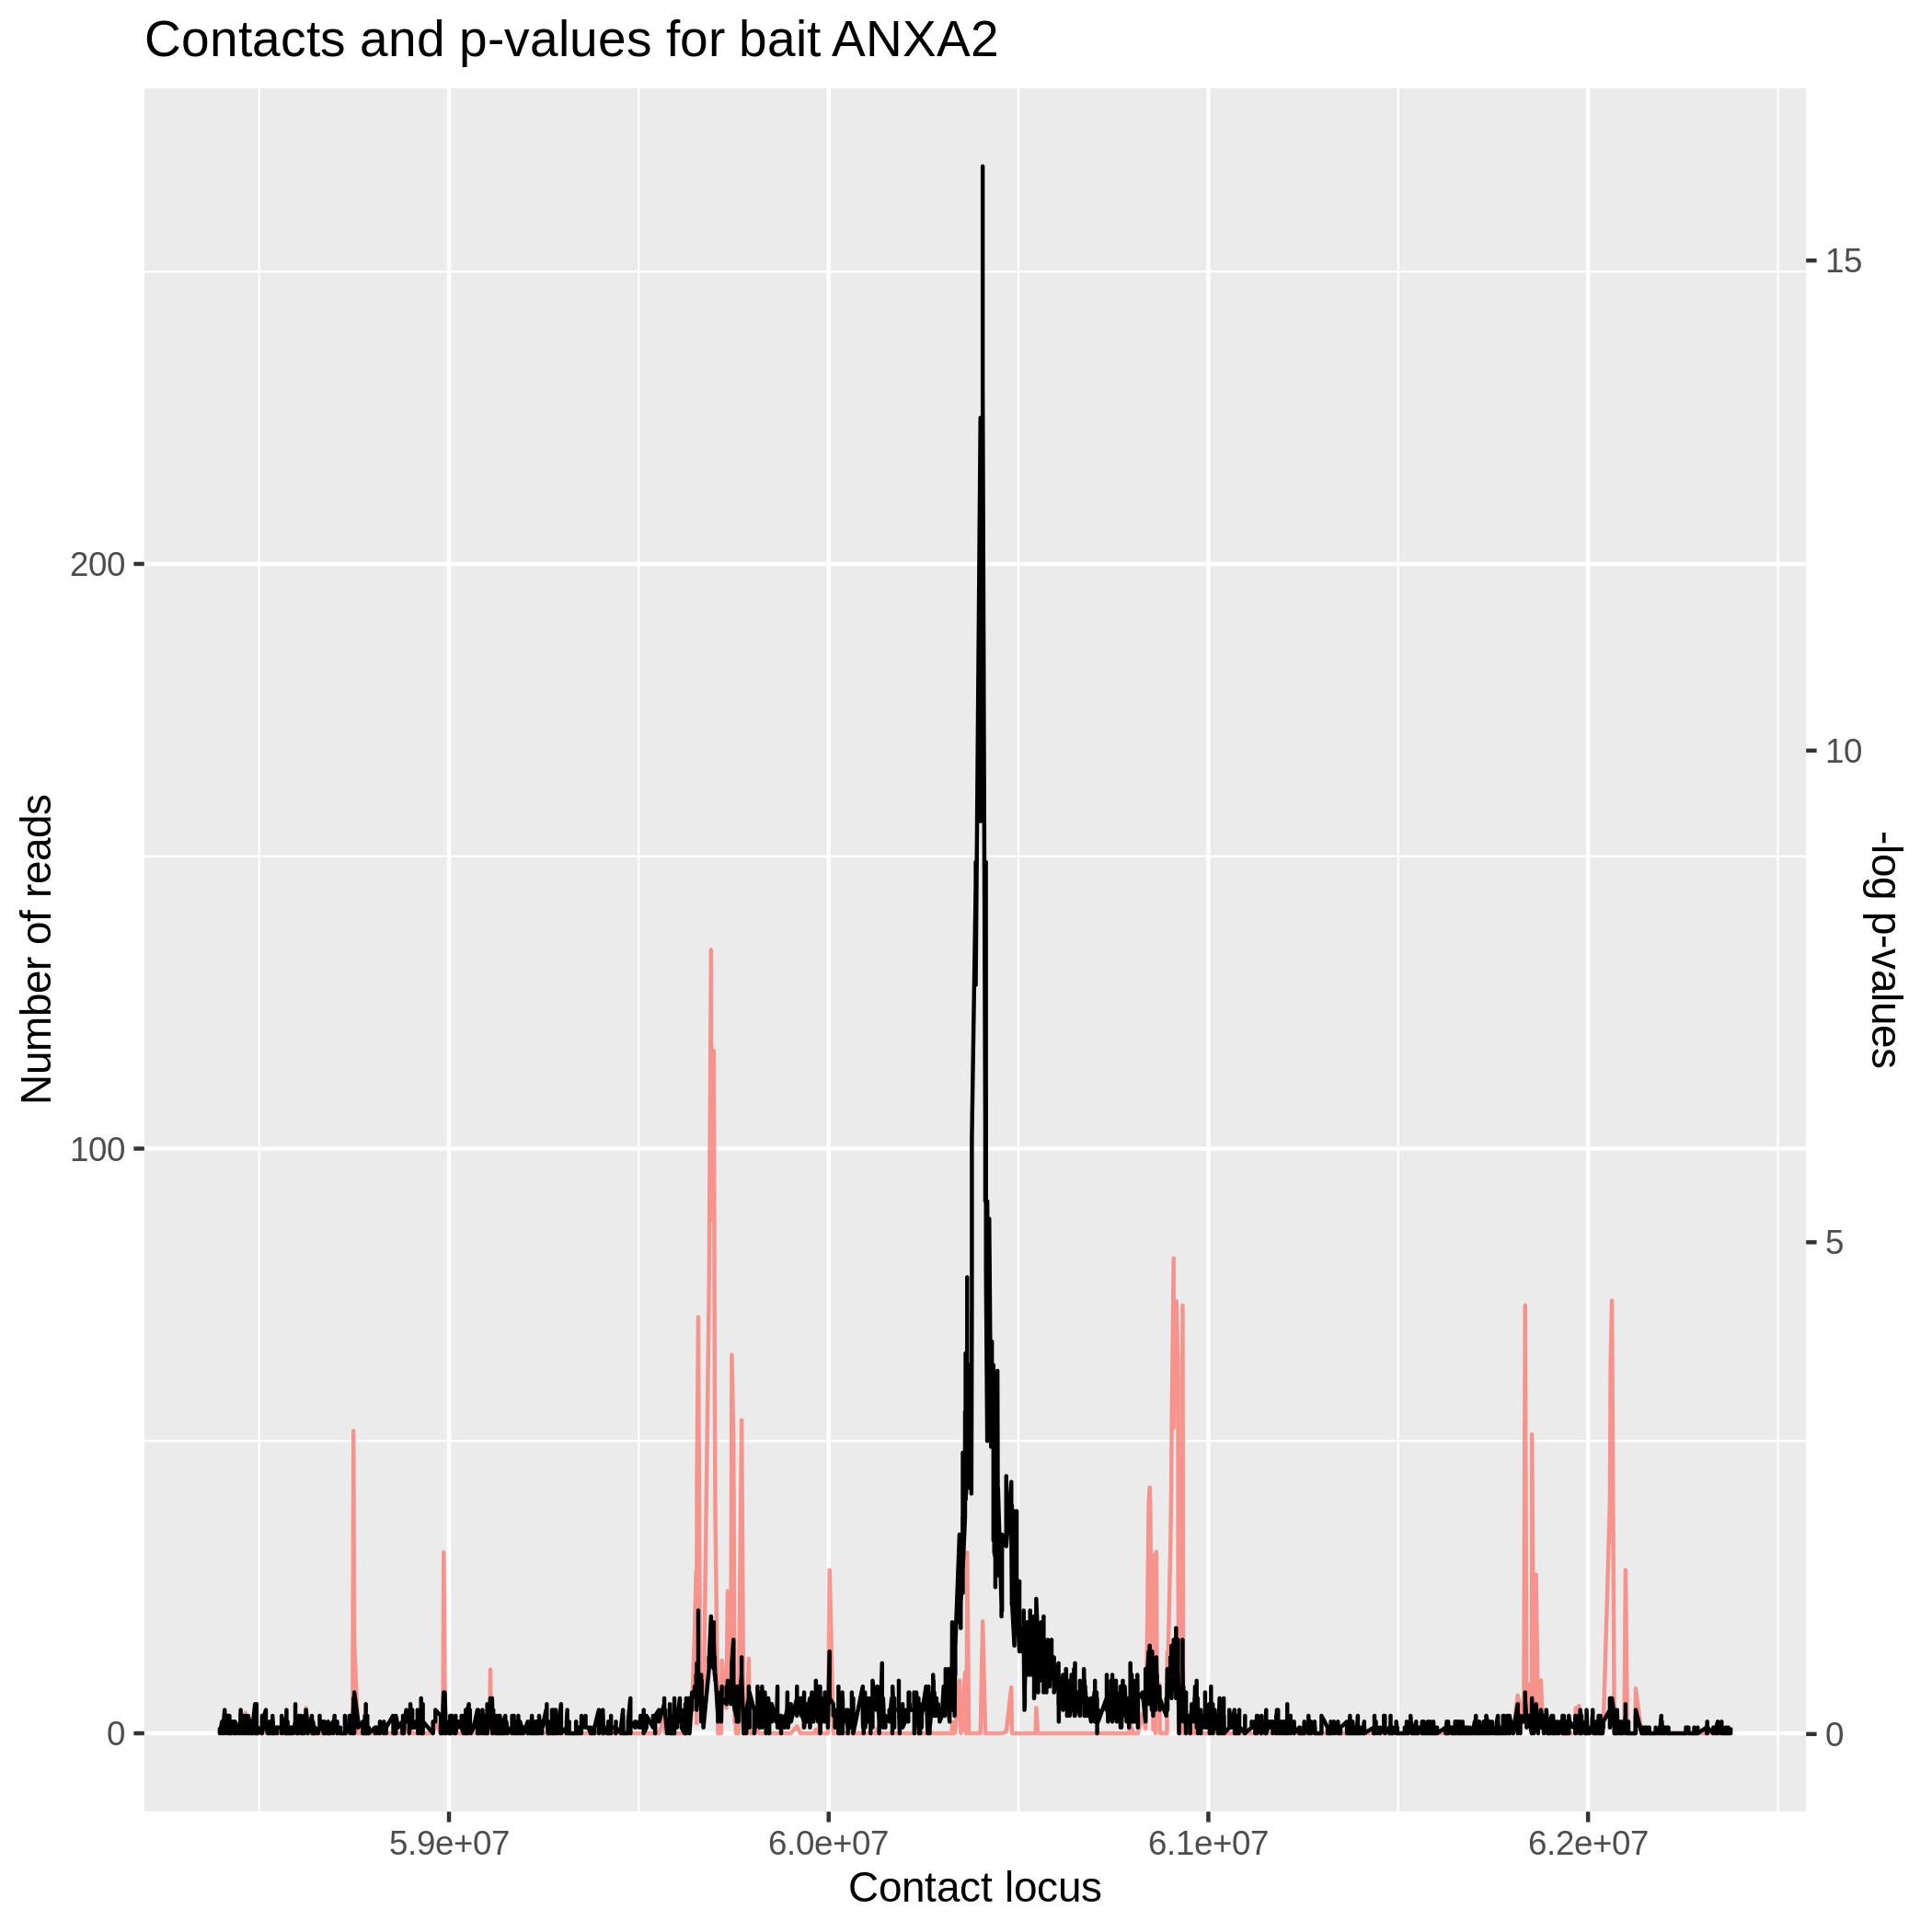 Contacts and p-values for bait ANXA2
Number of reads
200
100
0
15
10
5
0
-log p-values
5.9e+07 6.0e+07 6.1e+07 6.2e+07
Contact locus